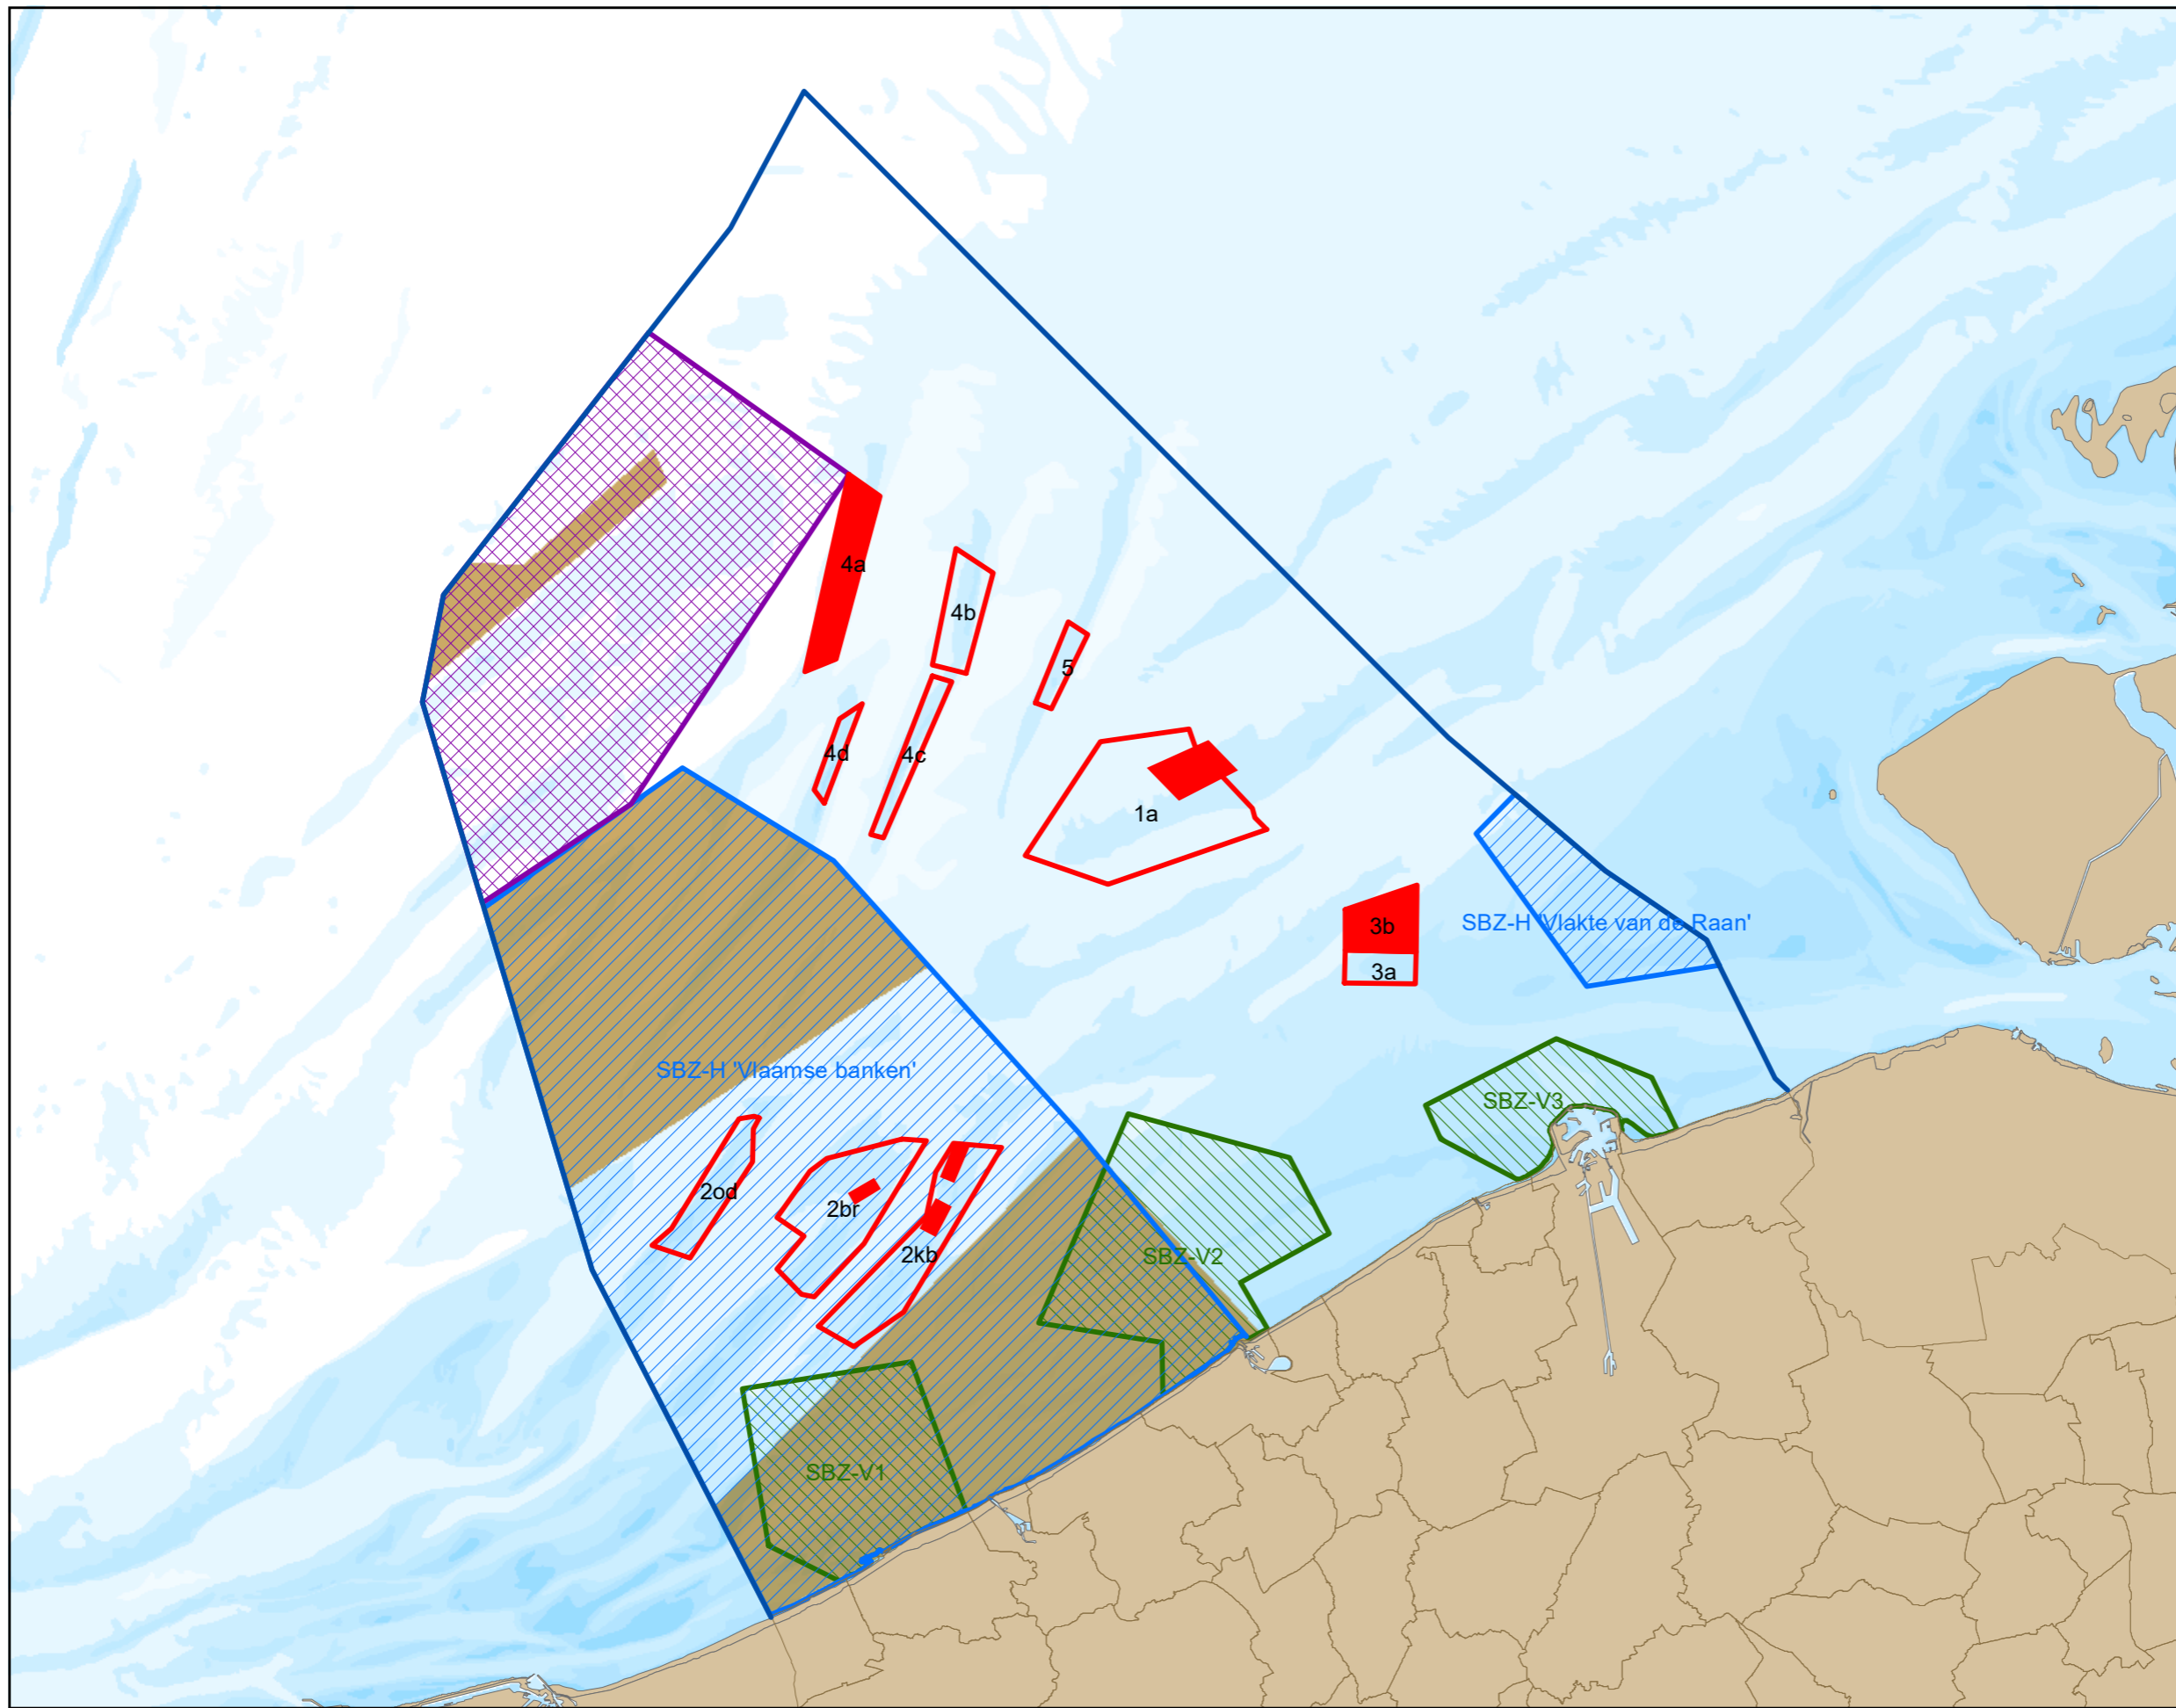 4a
4b
5
4d
4c
1a
3b
SBZ-H 'Vlakte van de Raan'
3a
SBZ-H 'Vlaamse banken'
SBZ-V3
2od
2br
2kb
SBZ-V2
SBZ-V1